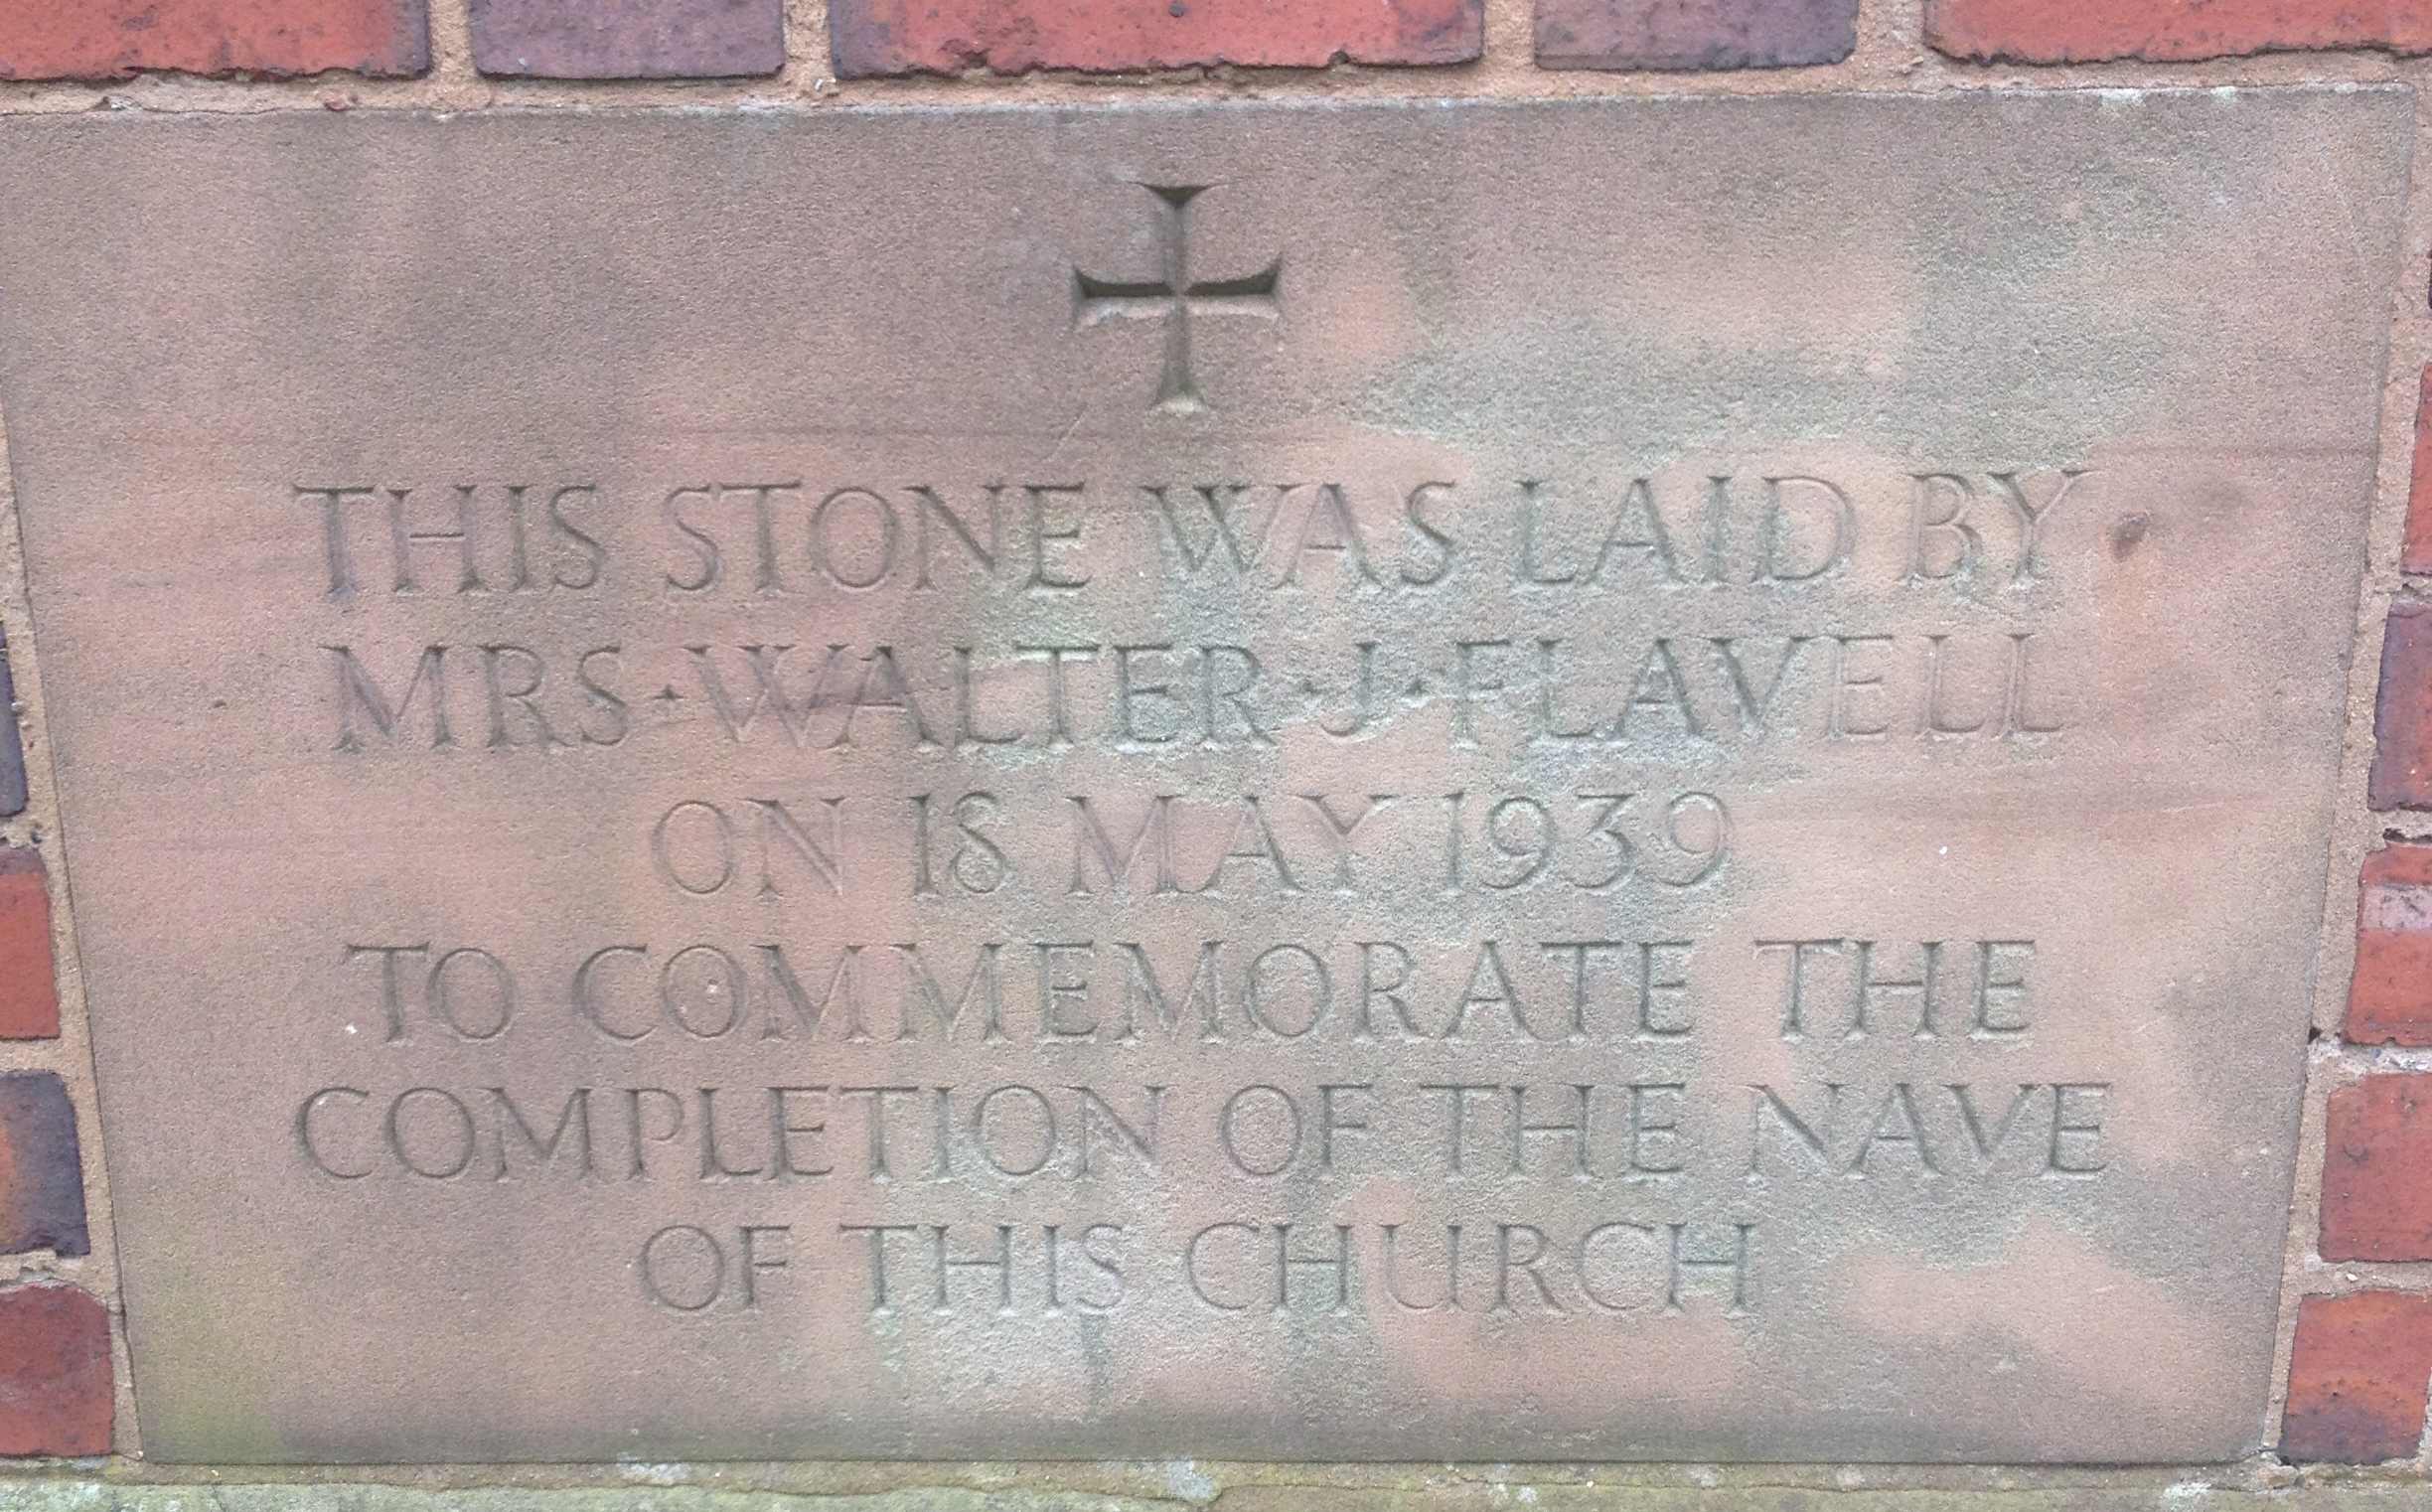 THIS STONE WAS LAID BY
MRS·WALTER·J·FLAVELL
ON 18 MAY 1939
TO COMMEMORATE THE
COMPLETION OF THE NAVE
OF THIS CHURCH